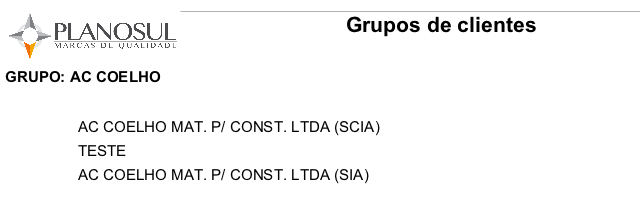 PLANOSUL
MARCAS DE QUALIDADE
Grupos de clientes
GRUPO: AC COELHO
AC COELHO MAT. P/ CONST. LTDA (SCIA)
TESTE
AC COELHO MAT. P/ CONST. LTDA (SIA)